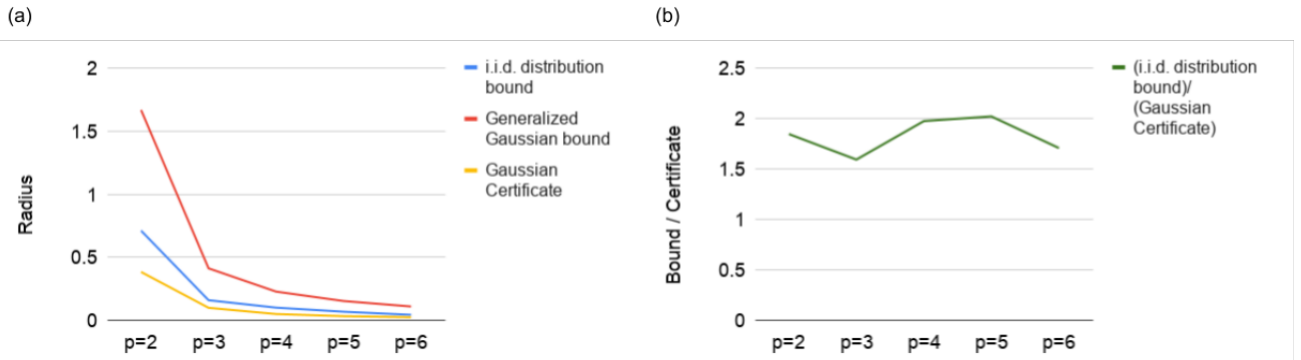 (a)
2
1.5
1
0.5
0
Radius
p=2 p=3 p=4 p=5 p=6
i.i.d. distribution
bound
Generalized
Gaussian bound
Gaussian
Certificate
(b)
2.5
2
1.5
1
0.5
0
Bound / Certificate
p=2 p=3 p=4 p=5 p=6
(i.i.d. distribution
bound)/
(Gaussian
Certificate)